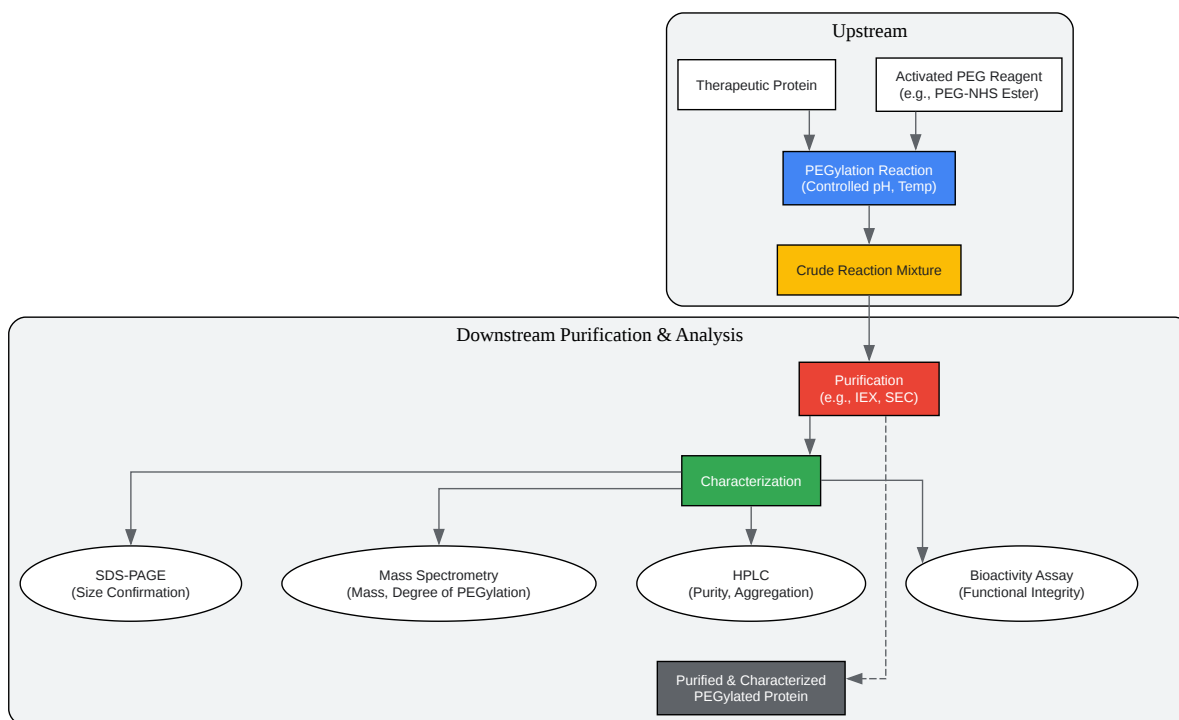 Upstream
Therapeutic Protein
Activated PEG Reagent
(e.g., PEG-NHS Ester)
PEGylation Reaction
(Controlled pH, Temp)
Crude Reaction Mixture
Downstream Purification & Analysis
Purification
(e.g., IEX, SEC)
Characterization
SDS-PAGE
(Size Confirmation)
Mass Spectrometry
(Mass, Degree of PEGylation)
HPLC
(Purity, Aggregation)
Bioactivity Assay
(Functional Integrity)
Purified & Characterized
PEGylated Protein